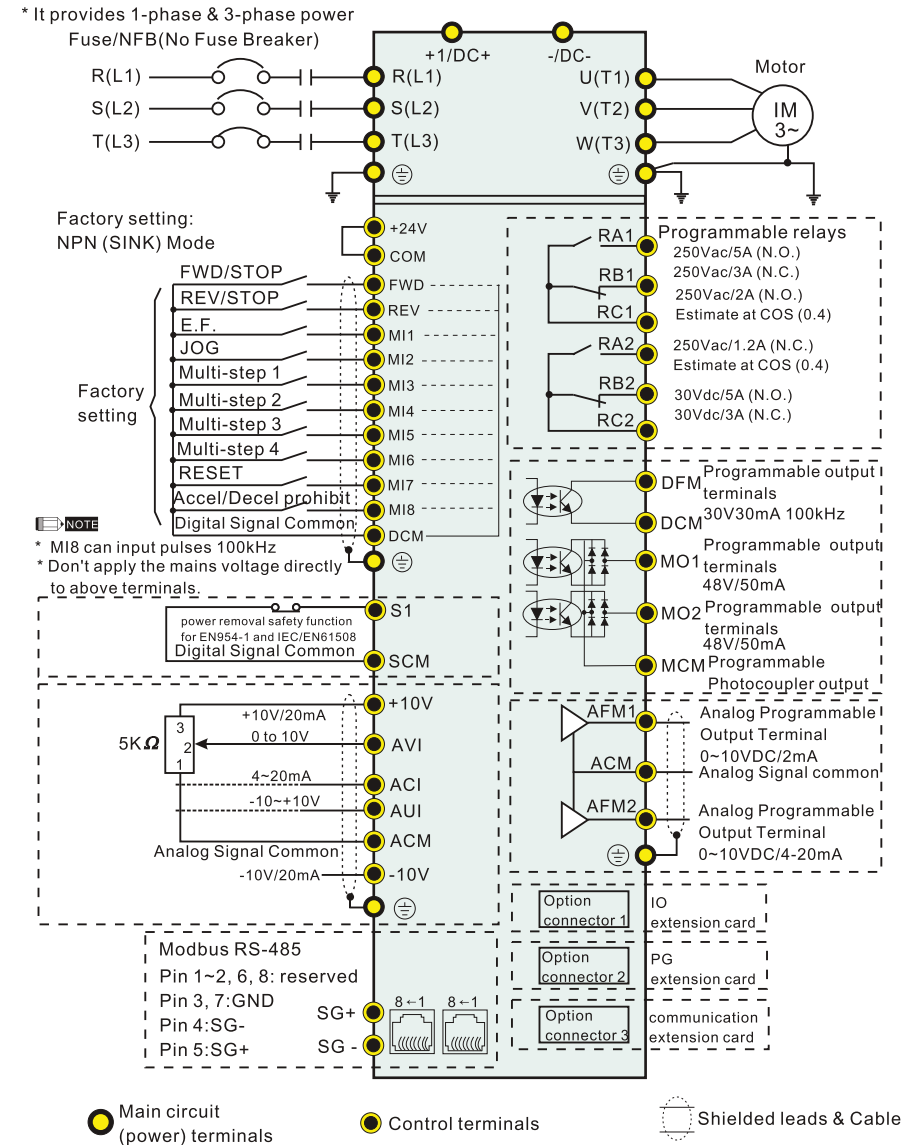 * It provides 1-phase & 3-phase power
Fuse/NFB(No Fuse Breaker)
R(L1)
S(L2)
T(L3)
+1/DC+
-/DC-
R(L1)
S(L2)
T(L3)
U(T1)
V(T2)
W(T3)
Motor
IM
3~
Factory setting:
NPN (SINK) Mode
+24V
COM
FWD/STOP
FWD
REV/STOP
REV
E.F.
MI1
JOG
MI2
Multi-step 1
MI3
Multi-step 2
MI4
Multi-step 3
MI5
Multi-step 4
MI6
RESET
MI7
Accel/Decel prohibit
MI8
Digital Signal Common
DCM
Factory
setting
NOTE
* MI8 can input pulses 100kHz
* Don't apply the mains voltage directly
to above terminals.
S1
power removal safety function
for EN954-1 and IEC/EN61508
Digital Signal Common
SCM
+10V
+10V/20mA
5KΩ
3
2
1
0 to 10V
AVI
4~20mA
ACI
-10~+10V
AUI
ACM
Analog Signal Common
-10V/20mA
-10V
Modbus RS-485
Pin 1~2, 6, 8: reserved
Pin 3, 7:GND
Pin 4:SG-
Pin 5:SG+
SG+
SG -
8←1
8←1
RA1
RB1
RC1
RA2
RB2
RC2
Programmable relays
250Vac/5A (N.O.)
250Vac/3A (N.C.)
250Vac/2A (N.O.)
Estimate at COS (0.4)
250Vac/1.2A (N.C.)
Estimate at COS (0.4)
30Vdc/5A (N.O.)
30Vdc/3A (N.C.)
DFM
Programmable output
terminals
30V30mA 100kHz
DCM
MO1
Programmable output
terminals
48V/50mA
MO2
Programmable output
terminals
48V/50mA
MCM
Programmable
Photocoupler output
AFM1
Analog Programmable
Output Terminal
0~10VDC/2mA
ACM
Analog Signal common
AFM2
Analog Programmable
Output Terminal
0~10VDC/4-20mA
Option
connector 1
IO
extension card
Option
connector 2
PG
extension card
Option
connector 3
communication
extension card
Main circuit
(power) terminals
Control terminals
Shielded leads & Cable